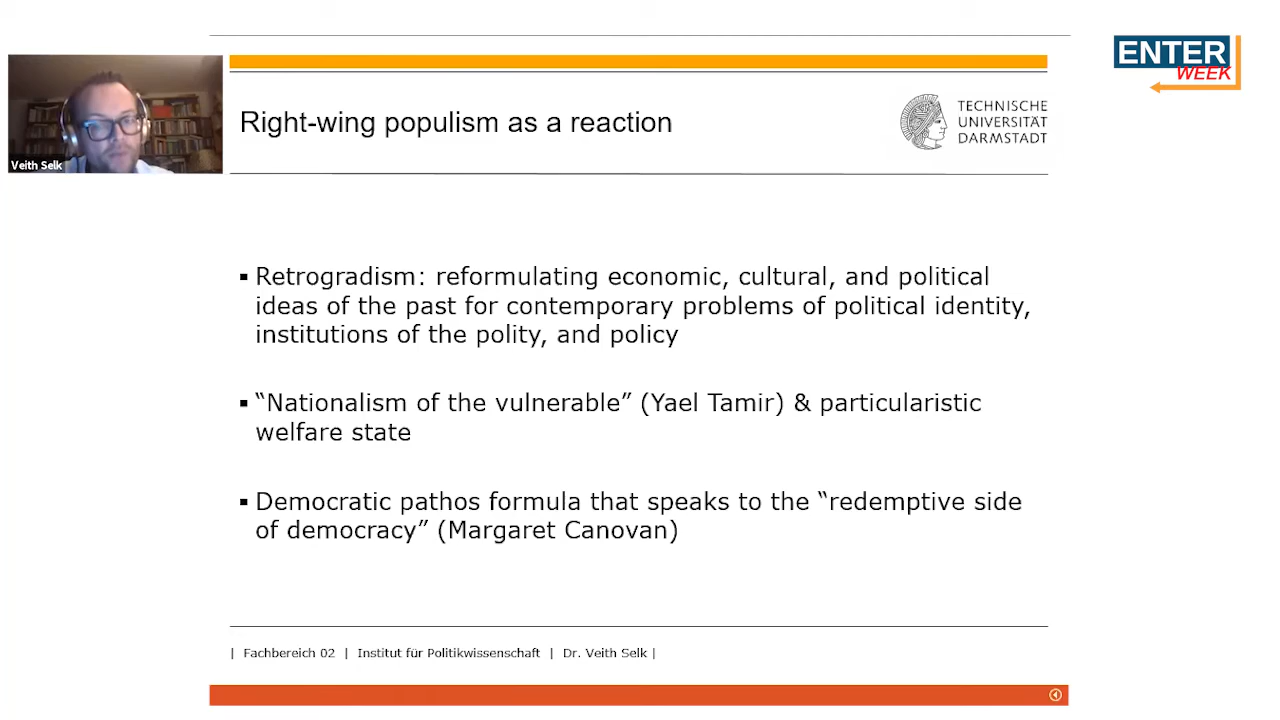 ENTER
WEEK
Veith Selk
Right-wing populism as a reaction
TECHNISCHE
UNIVERSITÄT
DARMSTADT
▪ Retrogradism: reformulating economic, cultural, and political
ideas of the past for contemporary problems of political identity,
institutions of the polity, and policy
▪ “Nationalism of the vulnerable” (Yael Tamir) & particularistic
welfare state
▪ Democratic pathos formula that speaks to the “redemptive side
of democracy” (Margaret Canovan)
| Fachbereich 02 | Institut für Politikwissenschaft | Dr. Veith Selk |